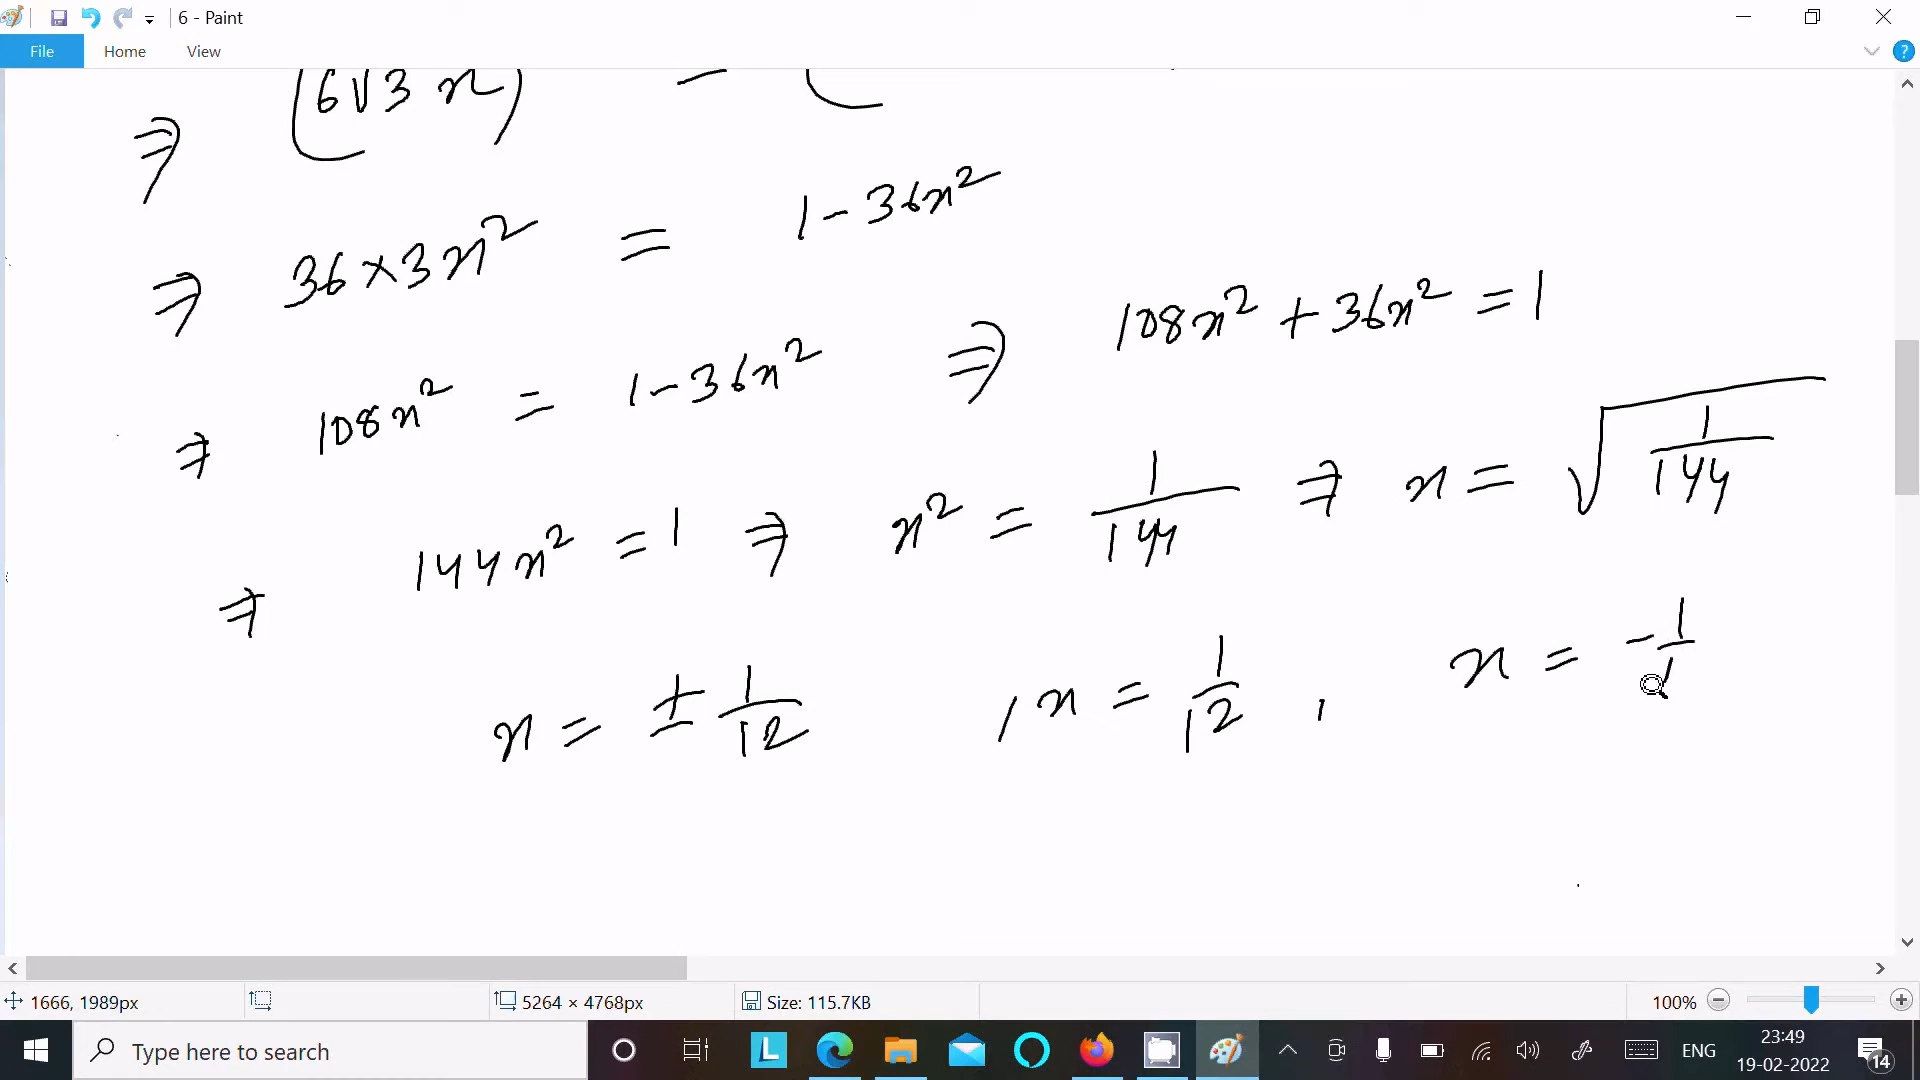 6 - Paint
File Home View
⇒ (6√3 x) = (
⇒ 36×3x² = 1-36x²
⇒ 108x² = 1-36x² ⇒ 108x² + 36x² = 1
⇒ 144x² = 1 ⇒ x² = 1/144 ⇒ x = √(1/144)
x = ± 1/12 , x = 1/12 , x = -1/1
1666, 1989px 5264 × 4768px Size: 115.7KB 100%
Type here to search
L
ENG
23:49
19-02-2022
14